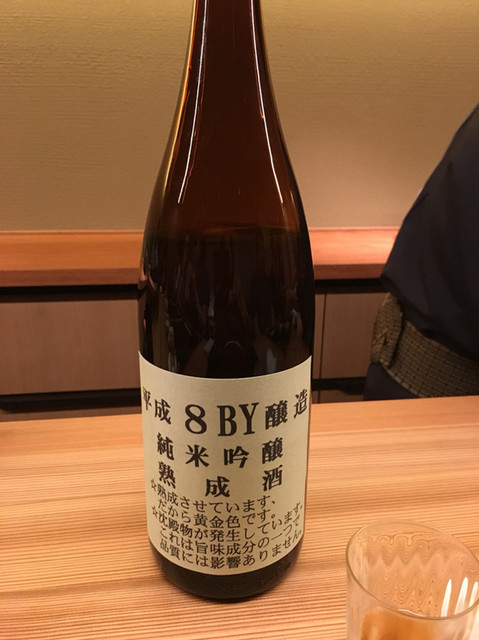 平成8BY醸造
純米吟醸
熟成酒
☆熟成させています、
だから黄金色です。
☆沈殿物が発生しています。
これは旨味成分の一つで
品質には影響ありません。